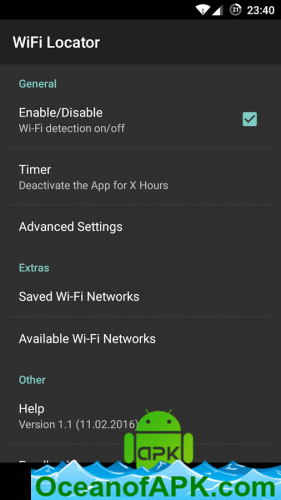 21 23:40
WiFi Locator
General
Enable/Disable
Wi-Fi detection on/off
Timer
Deactivate the App for X Hours
Advanced Settings
Extras
Saved Wi-Fi Networks
Available Wi-Fi Networks
Other
Help
Version 1.1 (11.02.2016)
APK
OceanofAPK.com